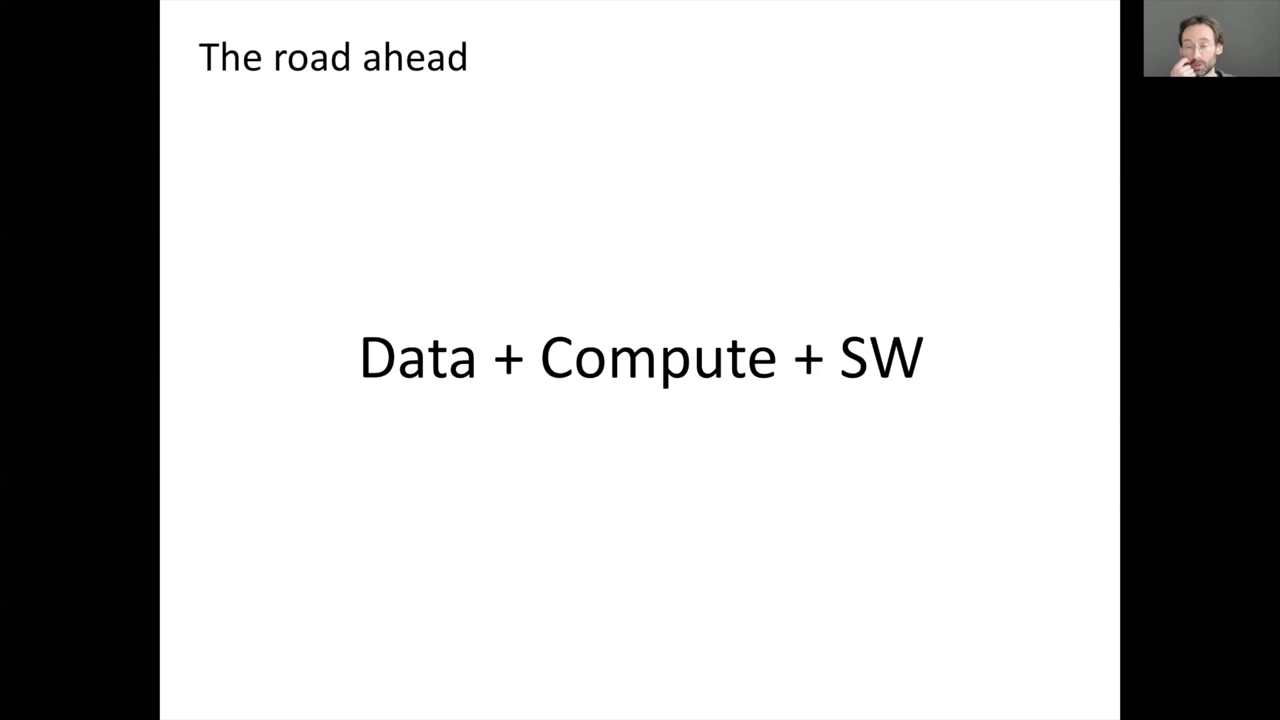 The road ahead
Data + Compute + SW